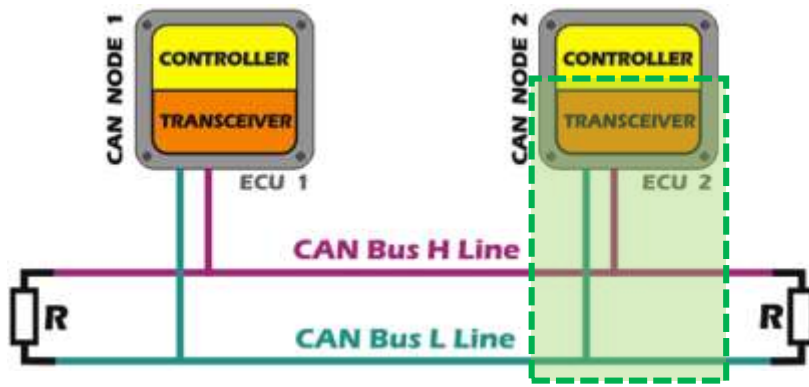 CAN NODE 1
CONTROLLER
TRANSCEIVER
ECU 1
CAN NODE 2
CONTROLLER
TRANSCEIVER
ECU 2
CAN Bus H Line
R
R
CAN Bus L Line